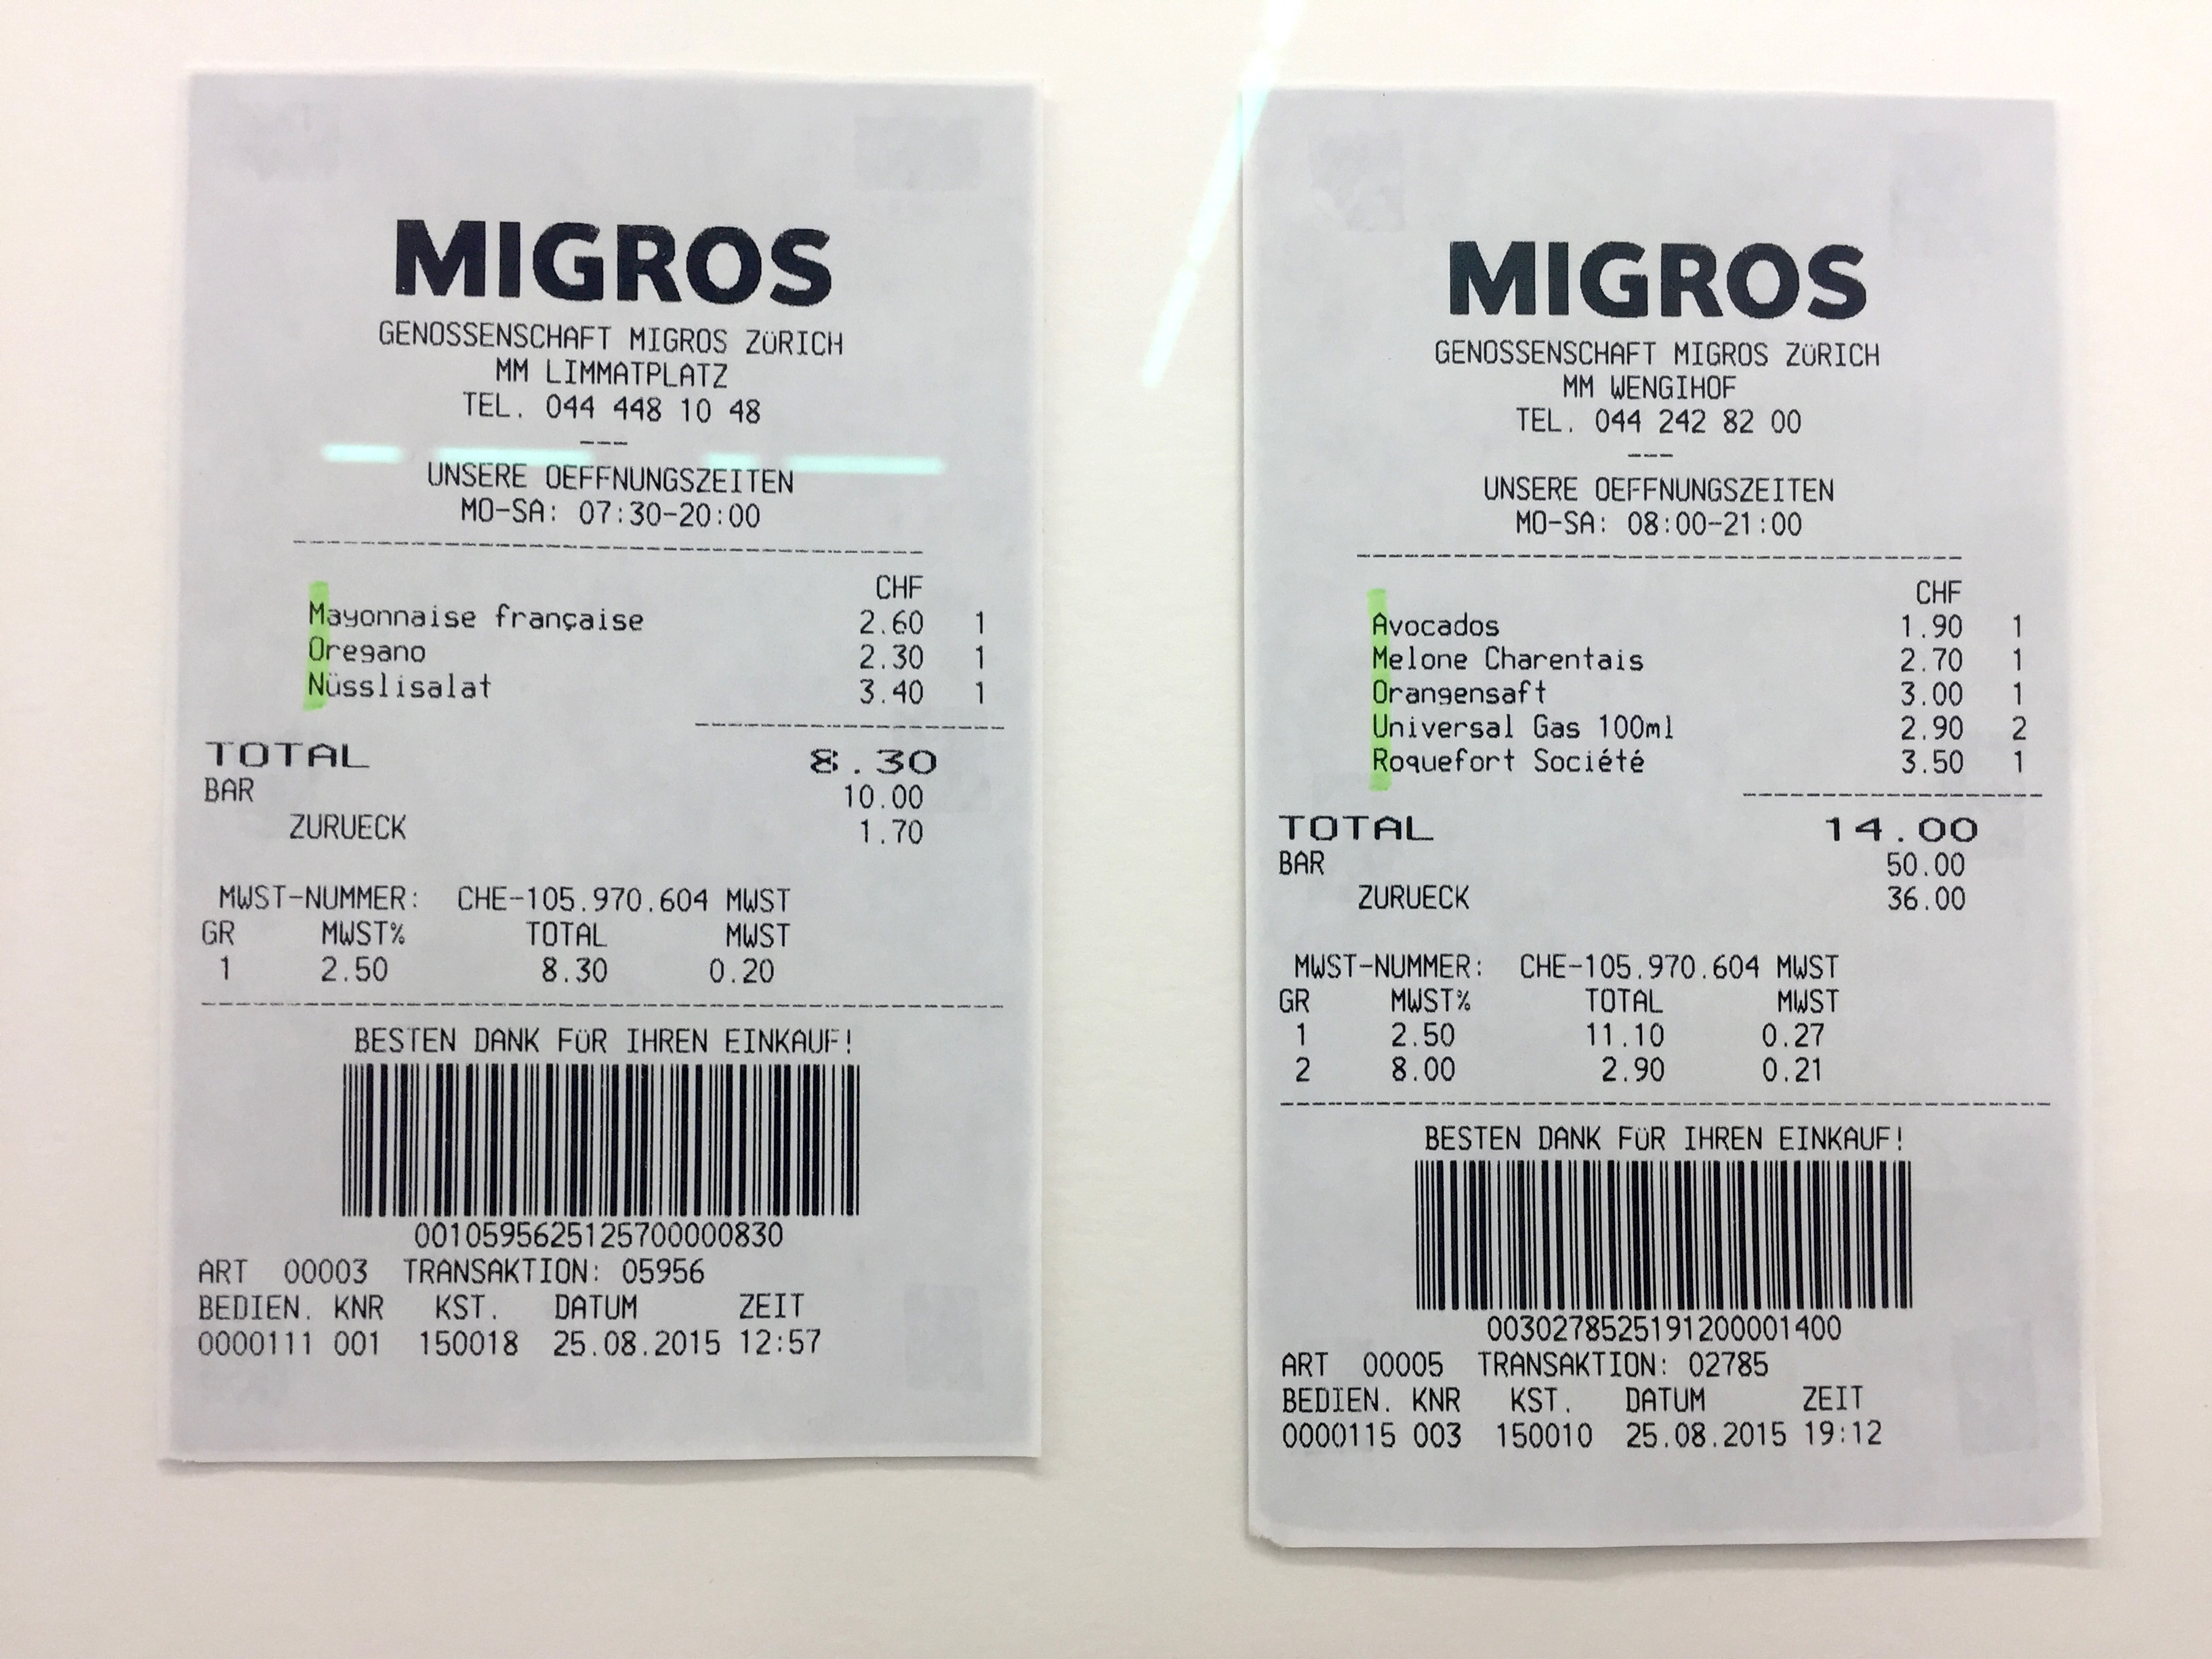 MIGROS
GENOSSENSCHAFT MIGROS ZüRICH
MM LIMMATPLATZ
TEL. 044 448 10 48
---
UNSERE OEFFNUNGSZEITEN
MO-SA: 07:30-20:00
CHF
Mayonnaise française 2.60 1
Oregano 2.30 1
Nüsslisalat 3.40 1
TOTAL 8.30
BAR 10.00
ZURUECK 1.70
MWST-NUMMER: CHE-105.970.604 MWST
GR MWST% TOTAL MWST
1 2.50 8.30 0.20
BESTEN DANK FüR IHREN EINKAUF!
0010595625125700000830
ART 00003 TRANSAKTION: 05956
BEDIEN. KNR KST. DATUM ZEIT
0000111 001 150018 25.08.2015 12:57
MIGROS
GENOSSENSCHAFT MIGROS ZüRICH
MM WENGIHOF
TEL. 044 242 82 00
---
UNSERE OEFFNUNGSZEITEN
MO-SA: 08:00-21:00
CHF
Avocados 1.90 1
Melone Charentais 2.70 1
Orangensaft 3.00 1
Universal Gas 100ml 2.90 2
Roquefort Société 3.50 1
TOTAL 14.00
BAR 50.00
ZURUECK 36.00
MWST-NUMMER: CHE-105.970.604 MWST
GR MWST% TOTAL MWST
1 2.50 11.10 0.27
2 8.00 2.90 0.21
BESTEN DANK FüR IHREN EINKAUF!
0030278525191200001400
ART 00005 TRANSAKTION: 02785
BEDIEN. KNR KST. DATUM ZEIT
0000115 003 150010 25.08.2015 19:12